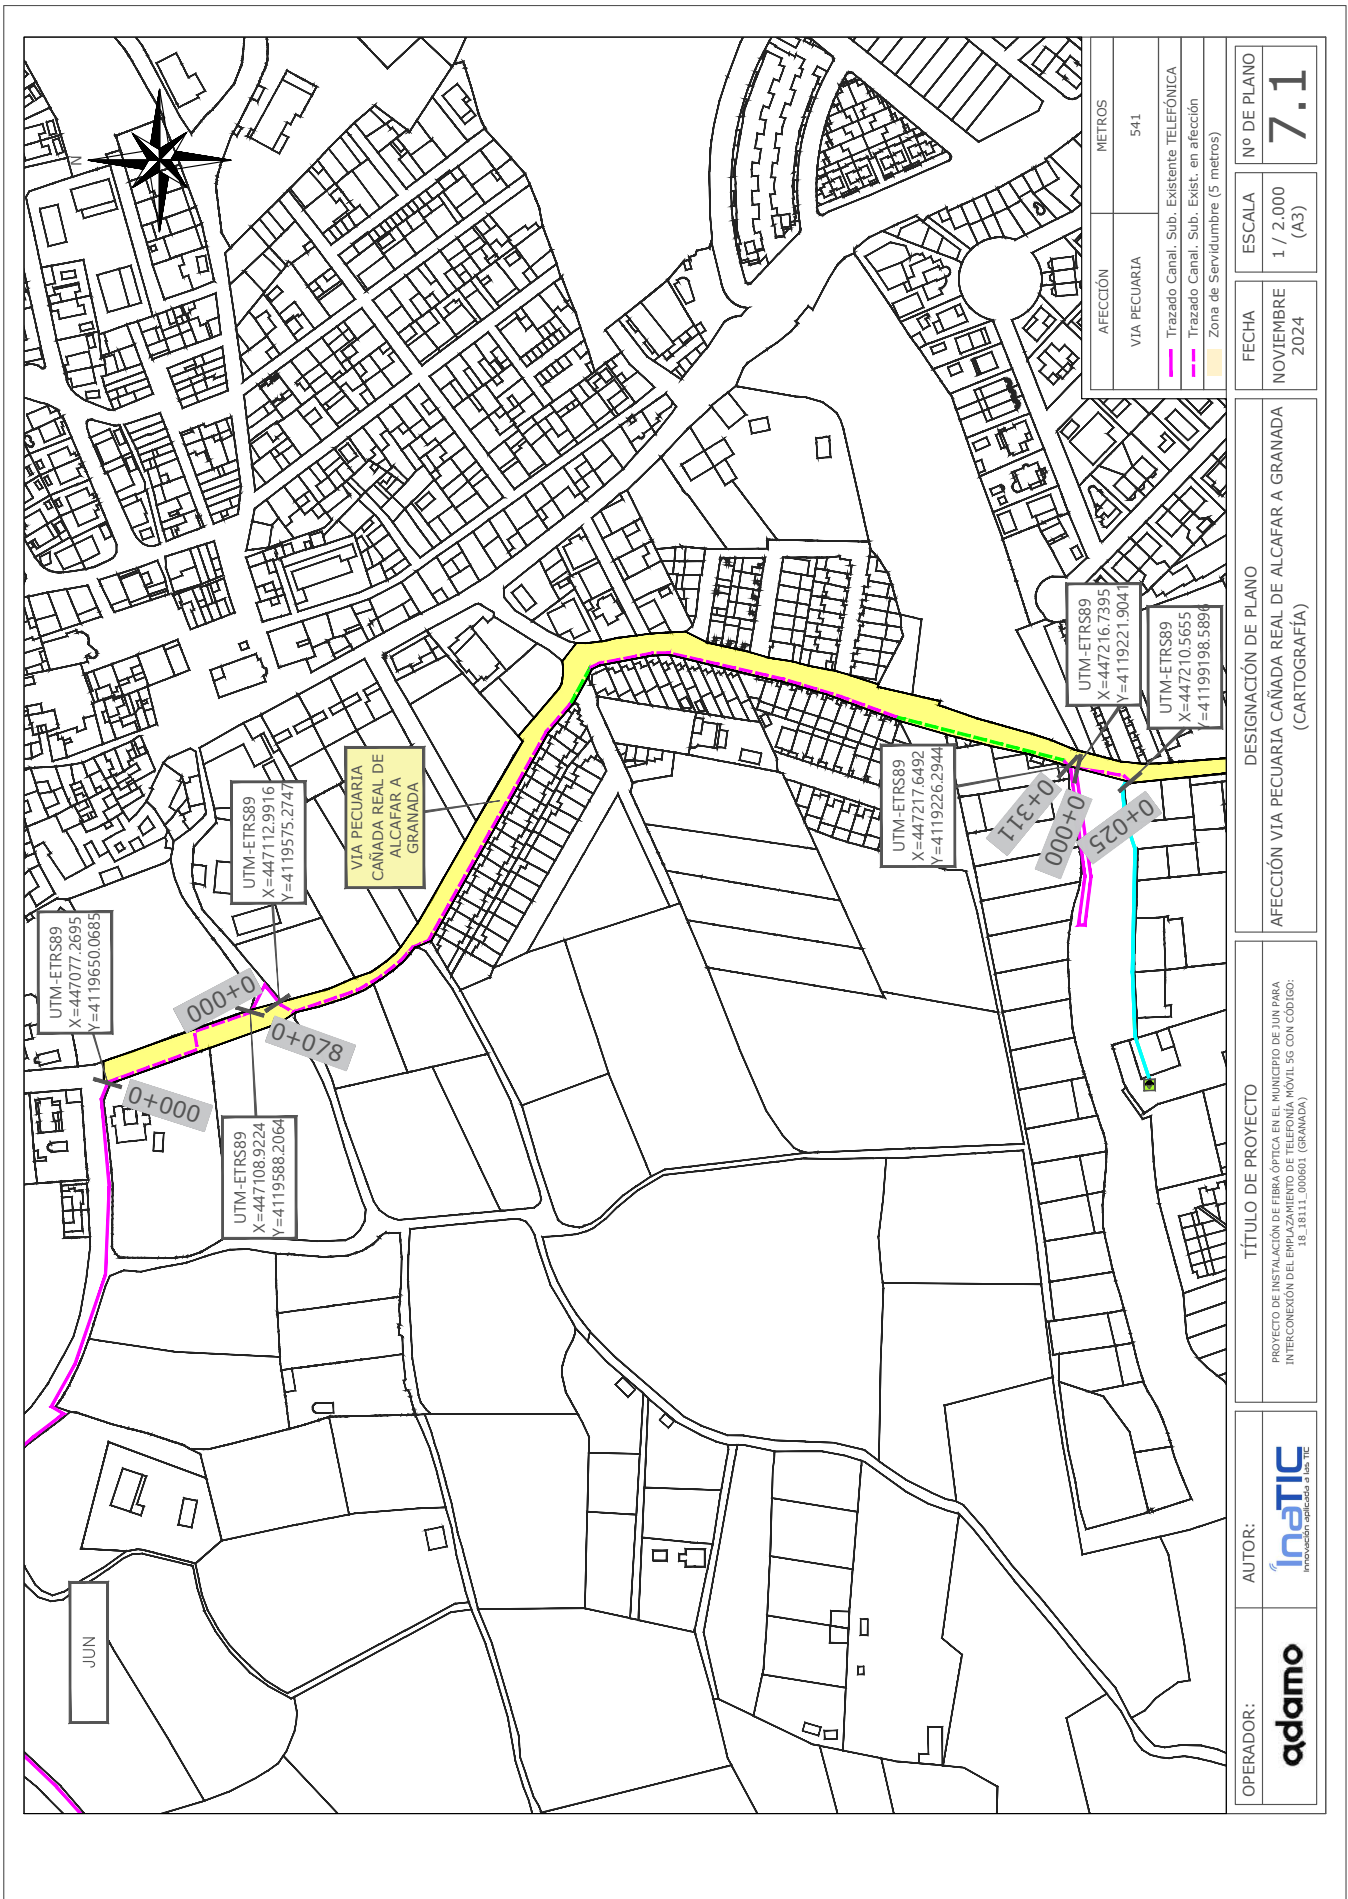 N
AFECCIÓN
METROS
VIA PECUARIA
541
Trazado Canal. Sub. Existente TELEFÓNICA
Trazado Canal. Sub. Exist. en afección
Zona de Servidumbre (5 metros)
JUN
UTM-ETRS89
X=447077.2695
Y=4119650.0685
0+000
UTM-ETRS89
X=447108.9224
Y=4119588.2064
0+078
000+0
UTM-ETRS89
X=447112.9916
Y=4119575.2747
VIA PECUARIA
CAÑADA REAL DE
ALCAFAR A
GRANADA
UTM-ETRS89
X=447217.6492
Y=4119226.2944
0+311
0+000
0+025
UTM-ETRS89
X=447216.7395
Y=4119221.9041
UTM-ETRS89
X=447210.5655
Y=4119198.5896
OPERADOR:
adamo
AUTOR:
inaTIC
Innovación aplicada a las TIC
TÍTULO DE PROYECTO
PROYECTO DE INSTALACIÓN DE FIBRA ÓPTICA EN EL MUNICIPIO DE JUN PARA
INTERCONEXIÓN DEL EMPLAZAMIENTO DE TELEFONÍA MÓVIL 5G CON CÓDIGO:
18_18111_000601 (GRANADA)
DESIGNACIÓN DE PLANO
AFECCIÓN VIA PECUARIA CAÑADA REAL DE ALCAFAR A GRANADA
(CARTOGRAFÍA)
FECHA
NOVIEMBRE
2024
ESCALA
1 / 2.000
(A3)
Nº DE PLANO
7.1